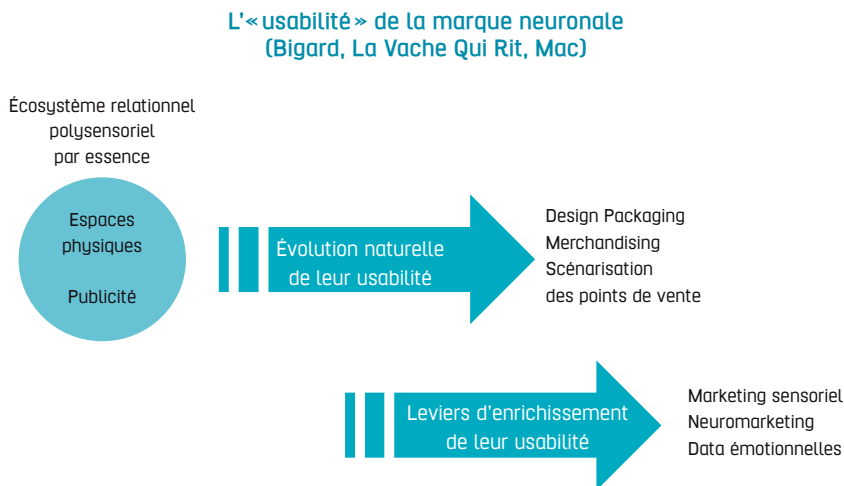 L'« usabilité » de la marque neuronale
(Bigard, La Vache Qui Rit, Mac)
Écosystème relationnel
polysensoriel
par essence
Espaces
physiques
Publicité
Évolution naturelle
de leur usabilité
Design Packaging
Merchandising
Scénarisation
des points de vente
Leviers d'enrichissement
de leur usabilité
Marketing sensoriel
Neuromarketing
Data émotionnelles